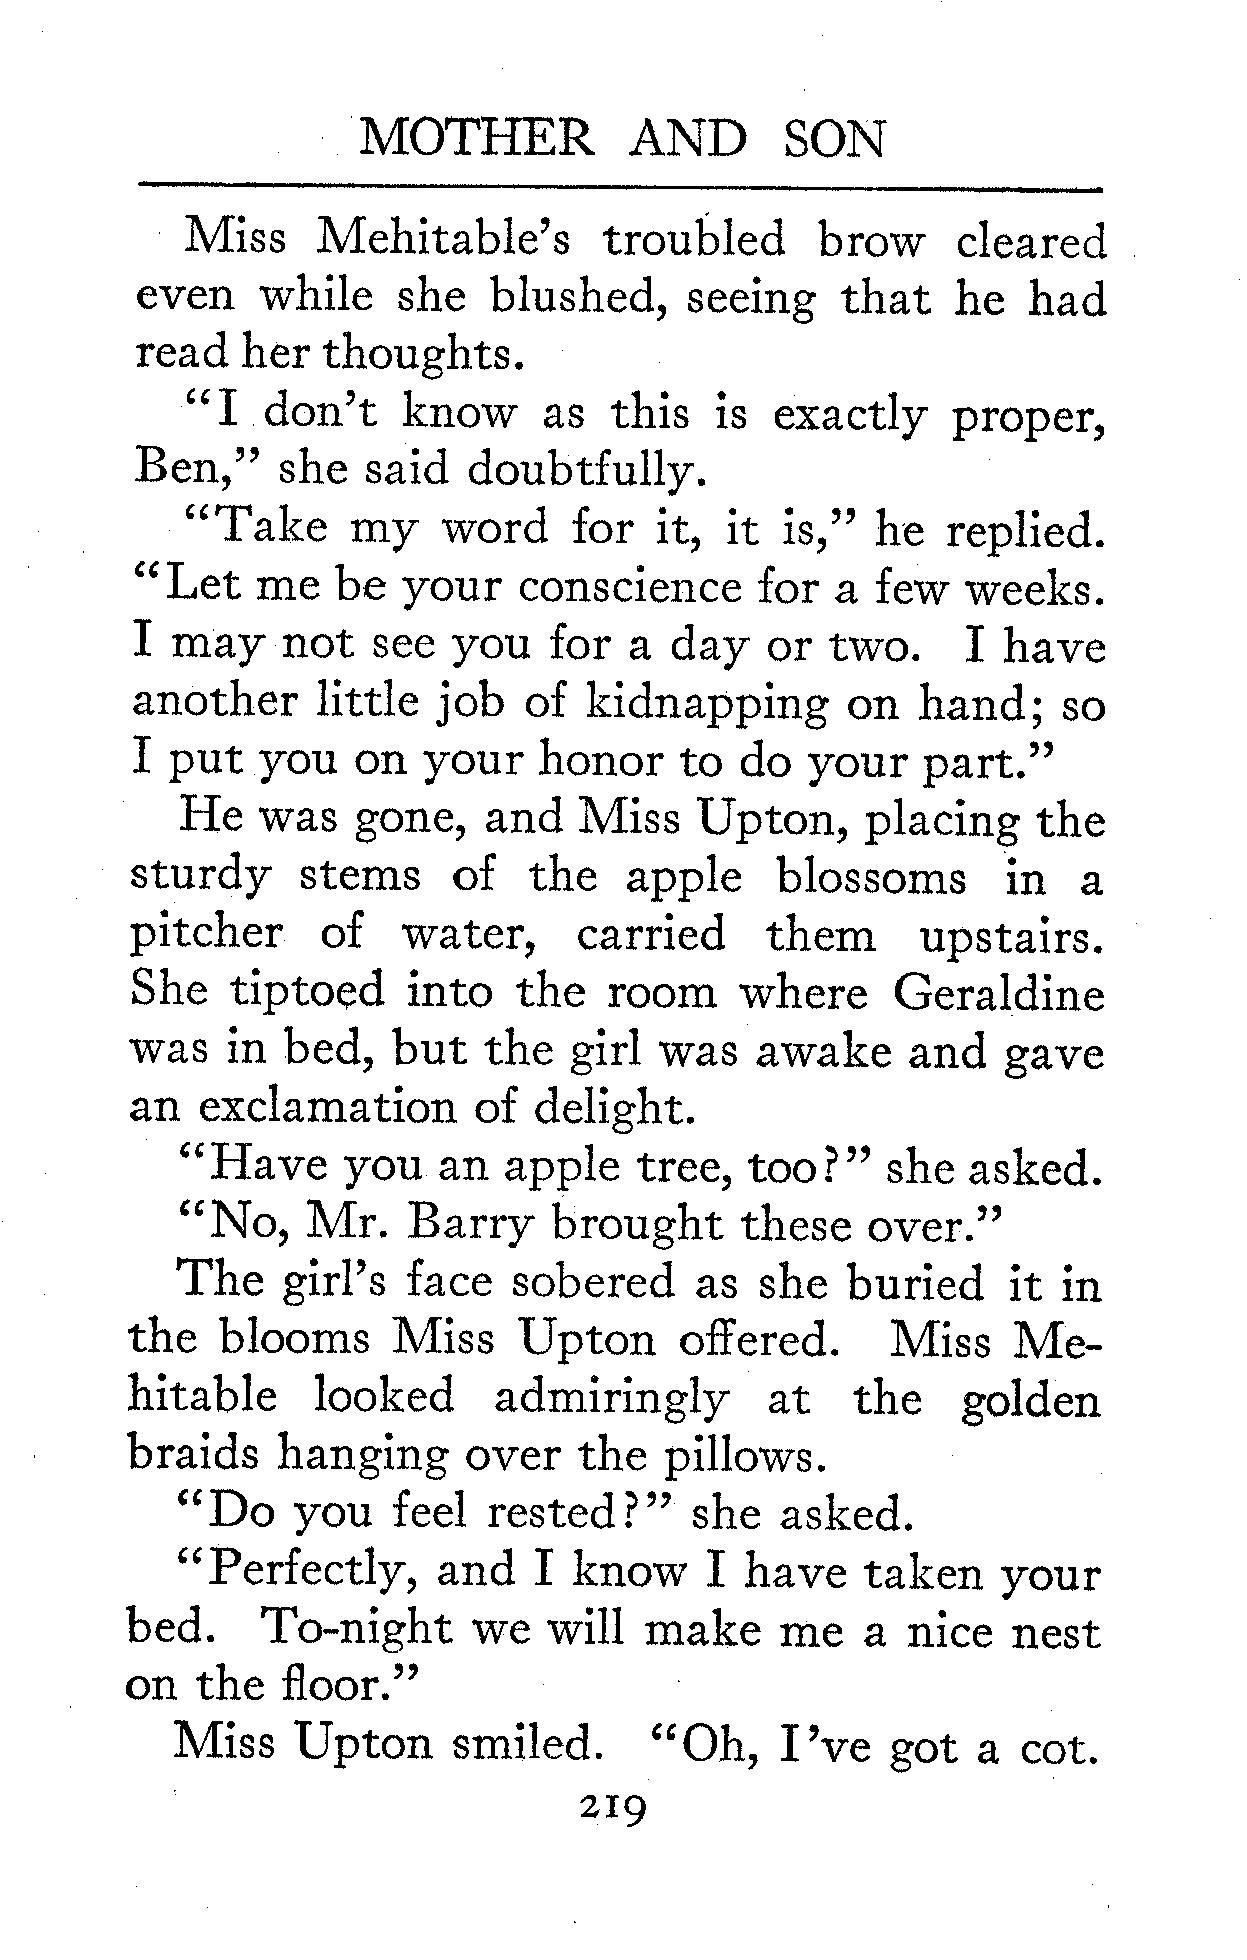 MOTHER AND SON
Miss Mehitable's troubled brow cleared
even while she blushed, seeing that he had
read her thoughts.
"I don't know as this is exactly proper,
Ben," she said doubtfully.
"Take my word for it, it is," he replied.
"Let me be your conscience for a few weeks.
I may not see you for a day or two. I have
another little job of kidnapping on hand; so
I put you on your honor to do your part."
He was gone, and Miss Upton, placing the
sturdy stems of the apple blossoms in a
pitcher of water, carried them upstairs.
She tiptoed into the room where Geraldine
was in bed, but the girl was awake and gave
an exclamation of delight.
"Have you an apple tree, too?" she asked.
"No, Mr. Barry brought these over."
The girl's face sobered as she buried it in
the blooms Miss Upton offered. Miss Me-
hitable looked admiringly at the golden
braids hanging over the pillows.
"Do you feel rested?" she asked.
"Perfectly, and I know I have taken your
bed. To-night we will make me a nice nest
on the floor."
Miss Upton smiled. "Oh, I've got a cot.
219